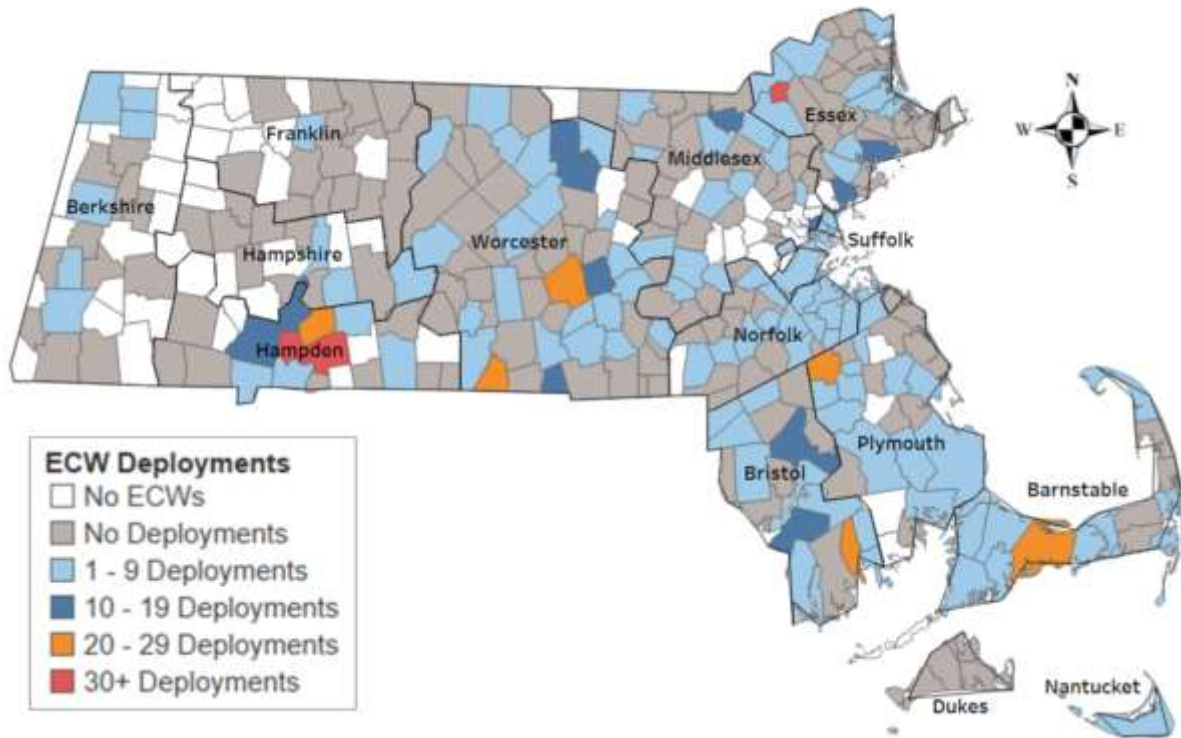 N
W E
S
Essex
Franklin
Middlesex
Berkshire
Worcester
Suffolk
Hampshire
Norfolk
Hampden
Plymouth
Bristol
Barnstable
Nantucket
Dukes
ECW Deployments
No ECWs
No Deployments
1 - 9 Deployments
10 - 19 Deployments
20 - 29 Deployments
30+ Deployments